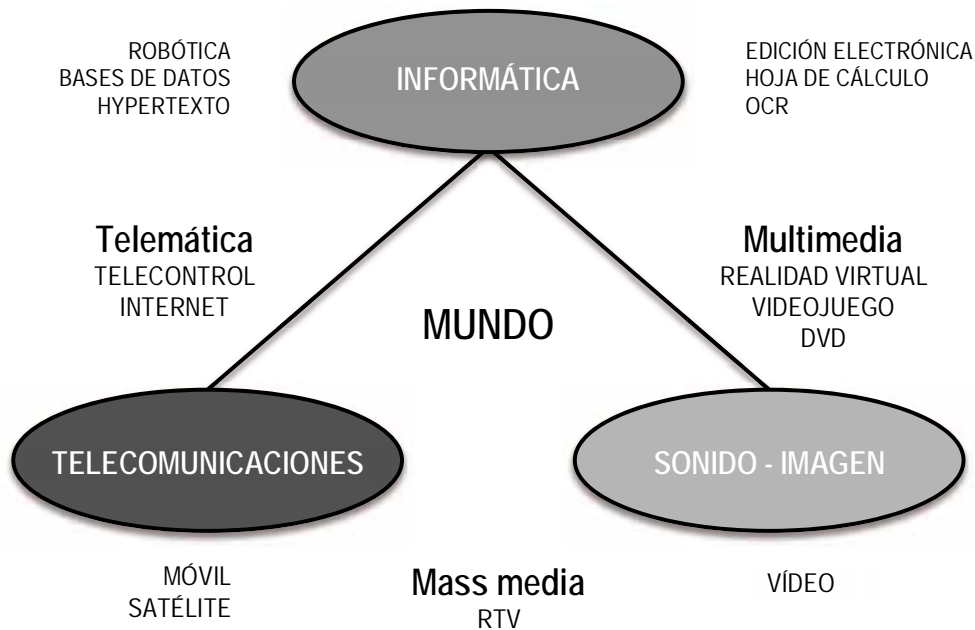 ROBÓTICA
BASES DE DATOS
HYPERTEXTO
INFORMÁTICA
EDICIÓN ELECTRÓNICA
HOJA DE CÁLCULO
OCR
Telemática
TELECONTROL
INTERNET
Multimedia
REALIDAD VIRTUAL
VIDEOJUEGO
DVD
MUNDO
TELECOMUNICACIONES
SONIDO - IMAGEN
MÓVIL
SATÉLITE
Mass media
RTV
VÍDEO